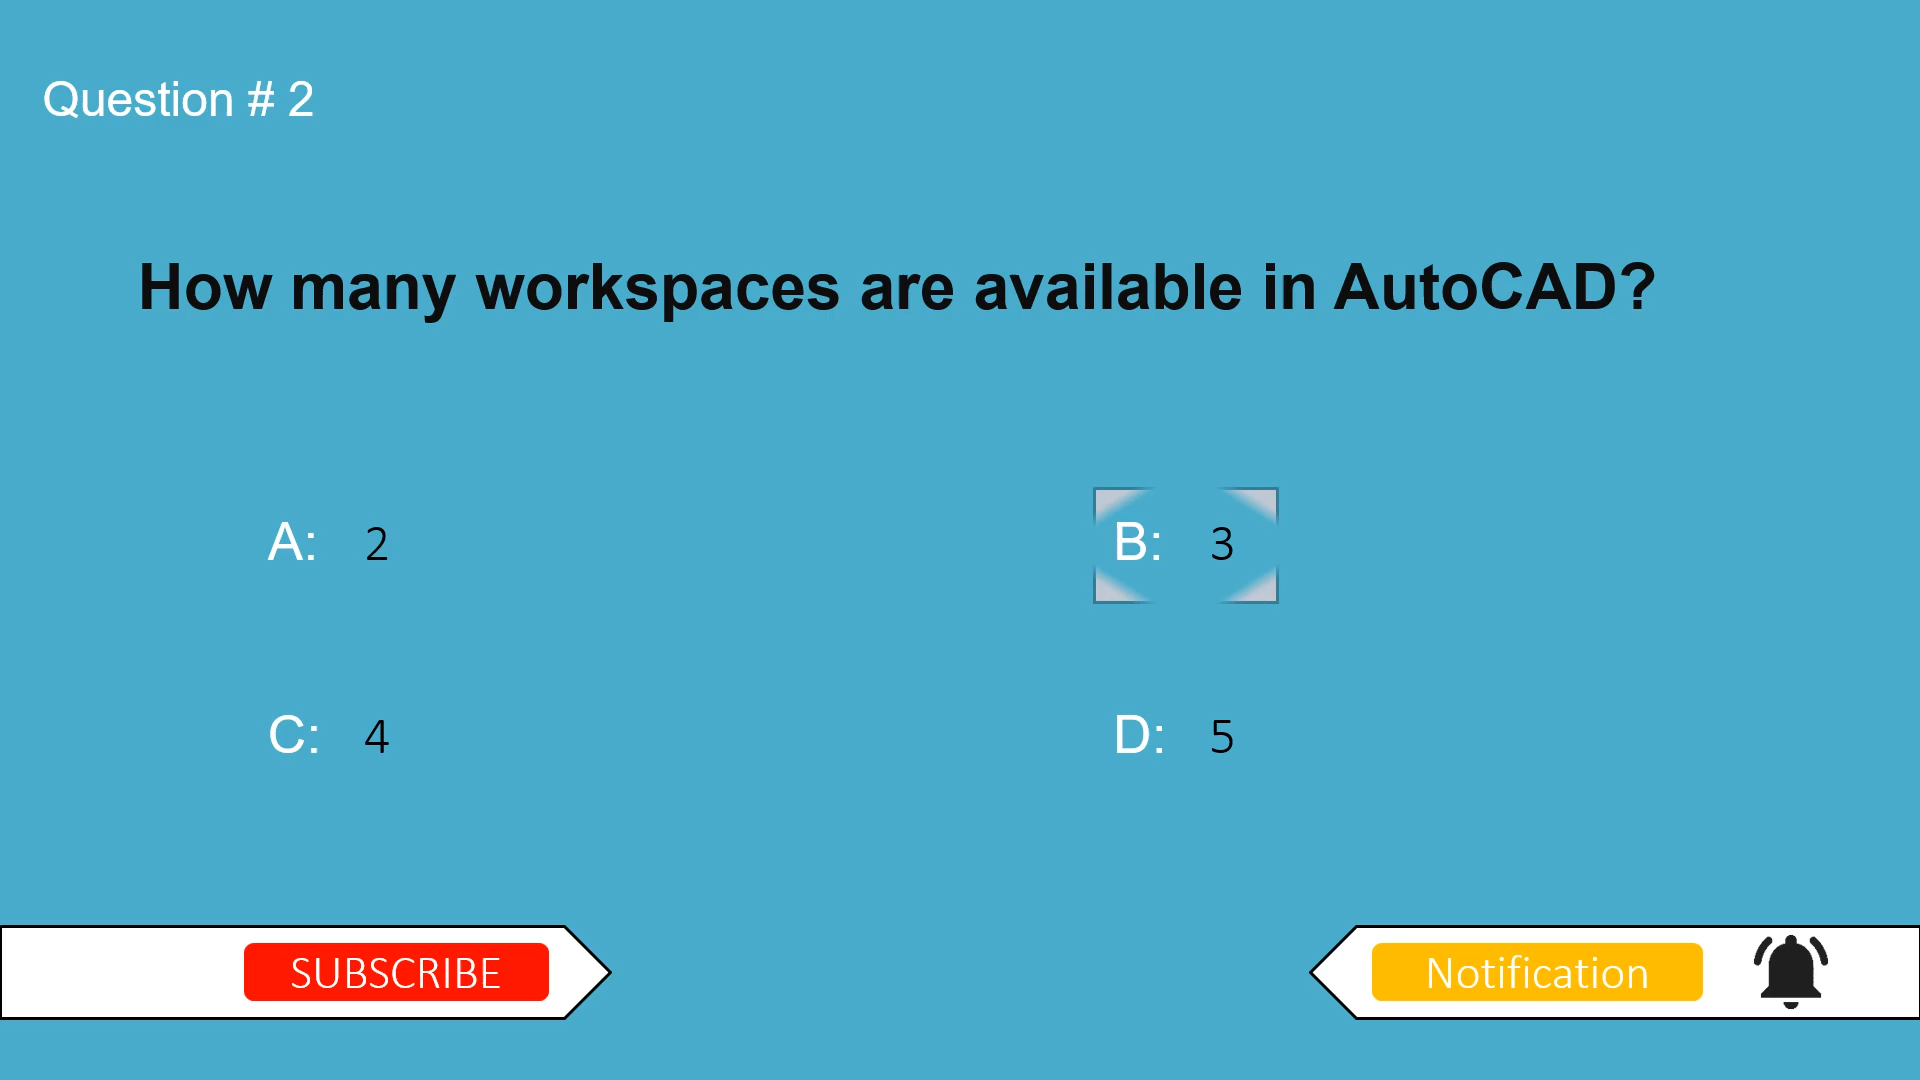 Question # 2
How many workspaces are available in AutoCAD?
A: 2
B: 3
C: 4
D: 5
SUBSCRIBE
Notification